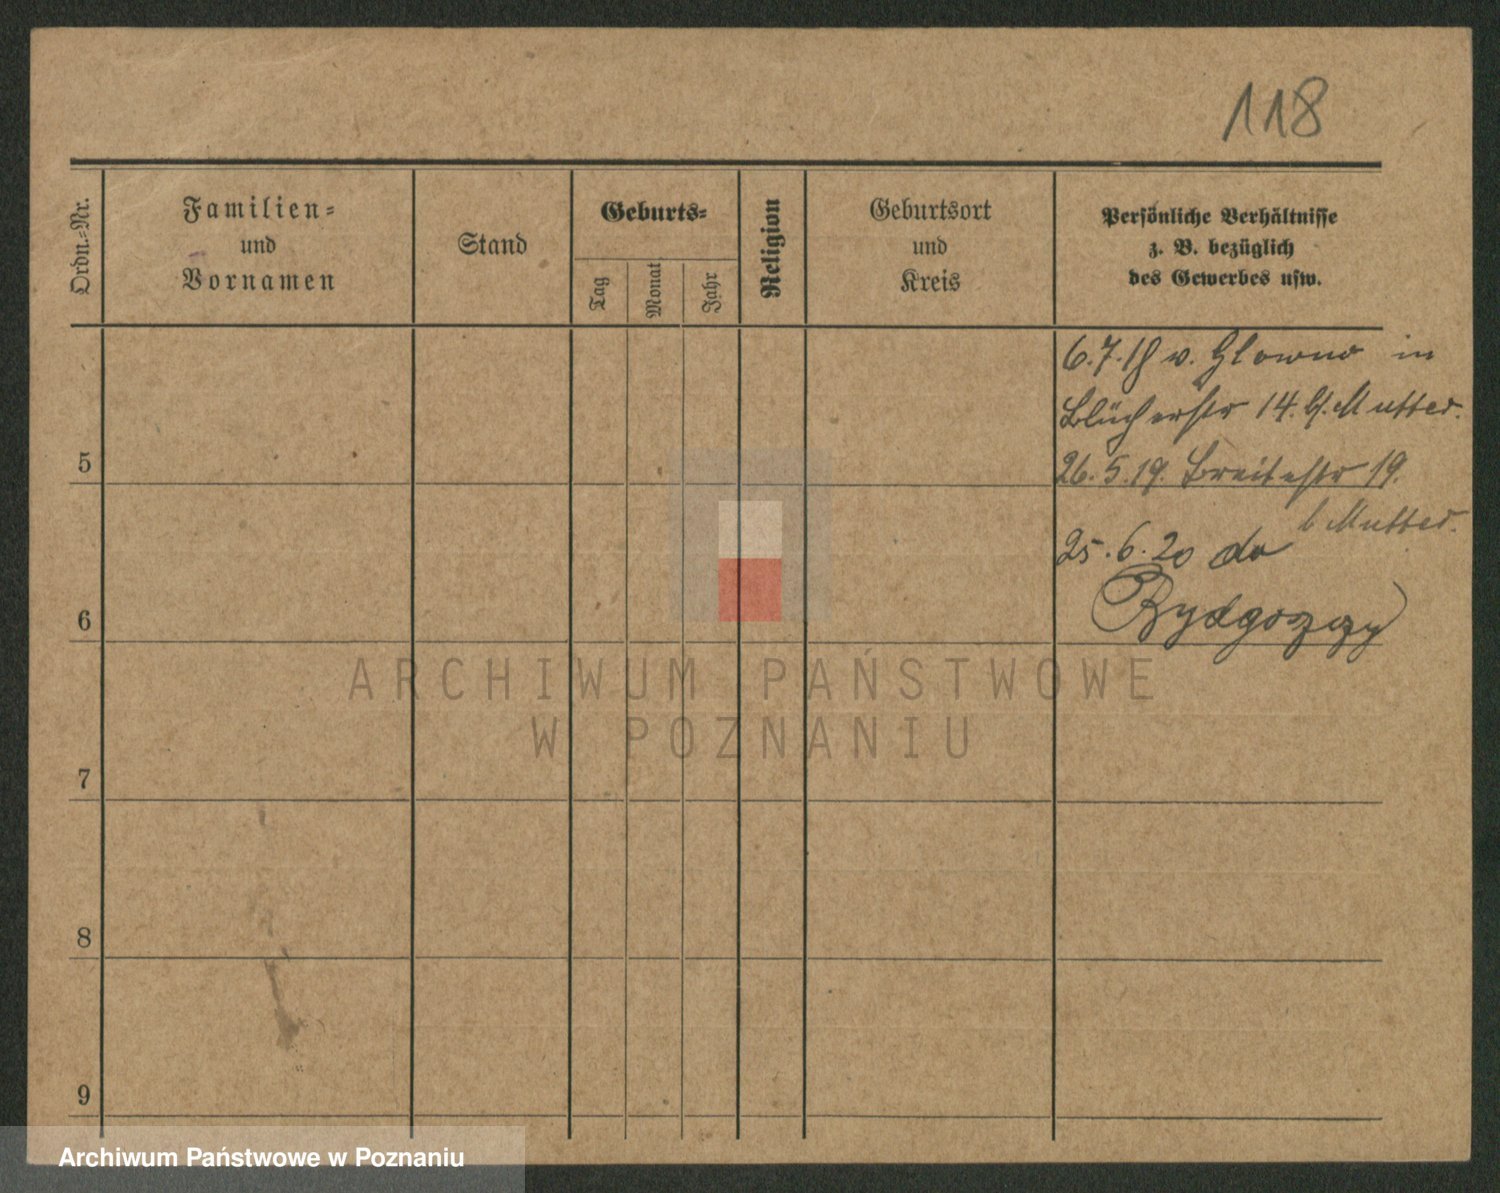 118
Ordn.-Nr.
Familien-
und
Vornamen
Stand
Geburts-
Tag
Monat
Jahr
Religion
Geburtsort
und
Kreis
Persönliche Verhältnisse
z. B. bezüglich
des Gewerbes usw.
6.7.18 v. Glowno in
Blücherstr 14. b/. Mutter.
5
26.5.19. Breitestr 19.
b Mutter.
25.6.20 do
Bydgoszczy
6
ARCHIWUM PAŃSTWOWE
W POZNANIU
7
8
9
Archiwum Państwowe w Poznaniu